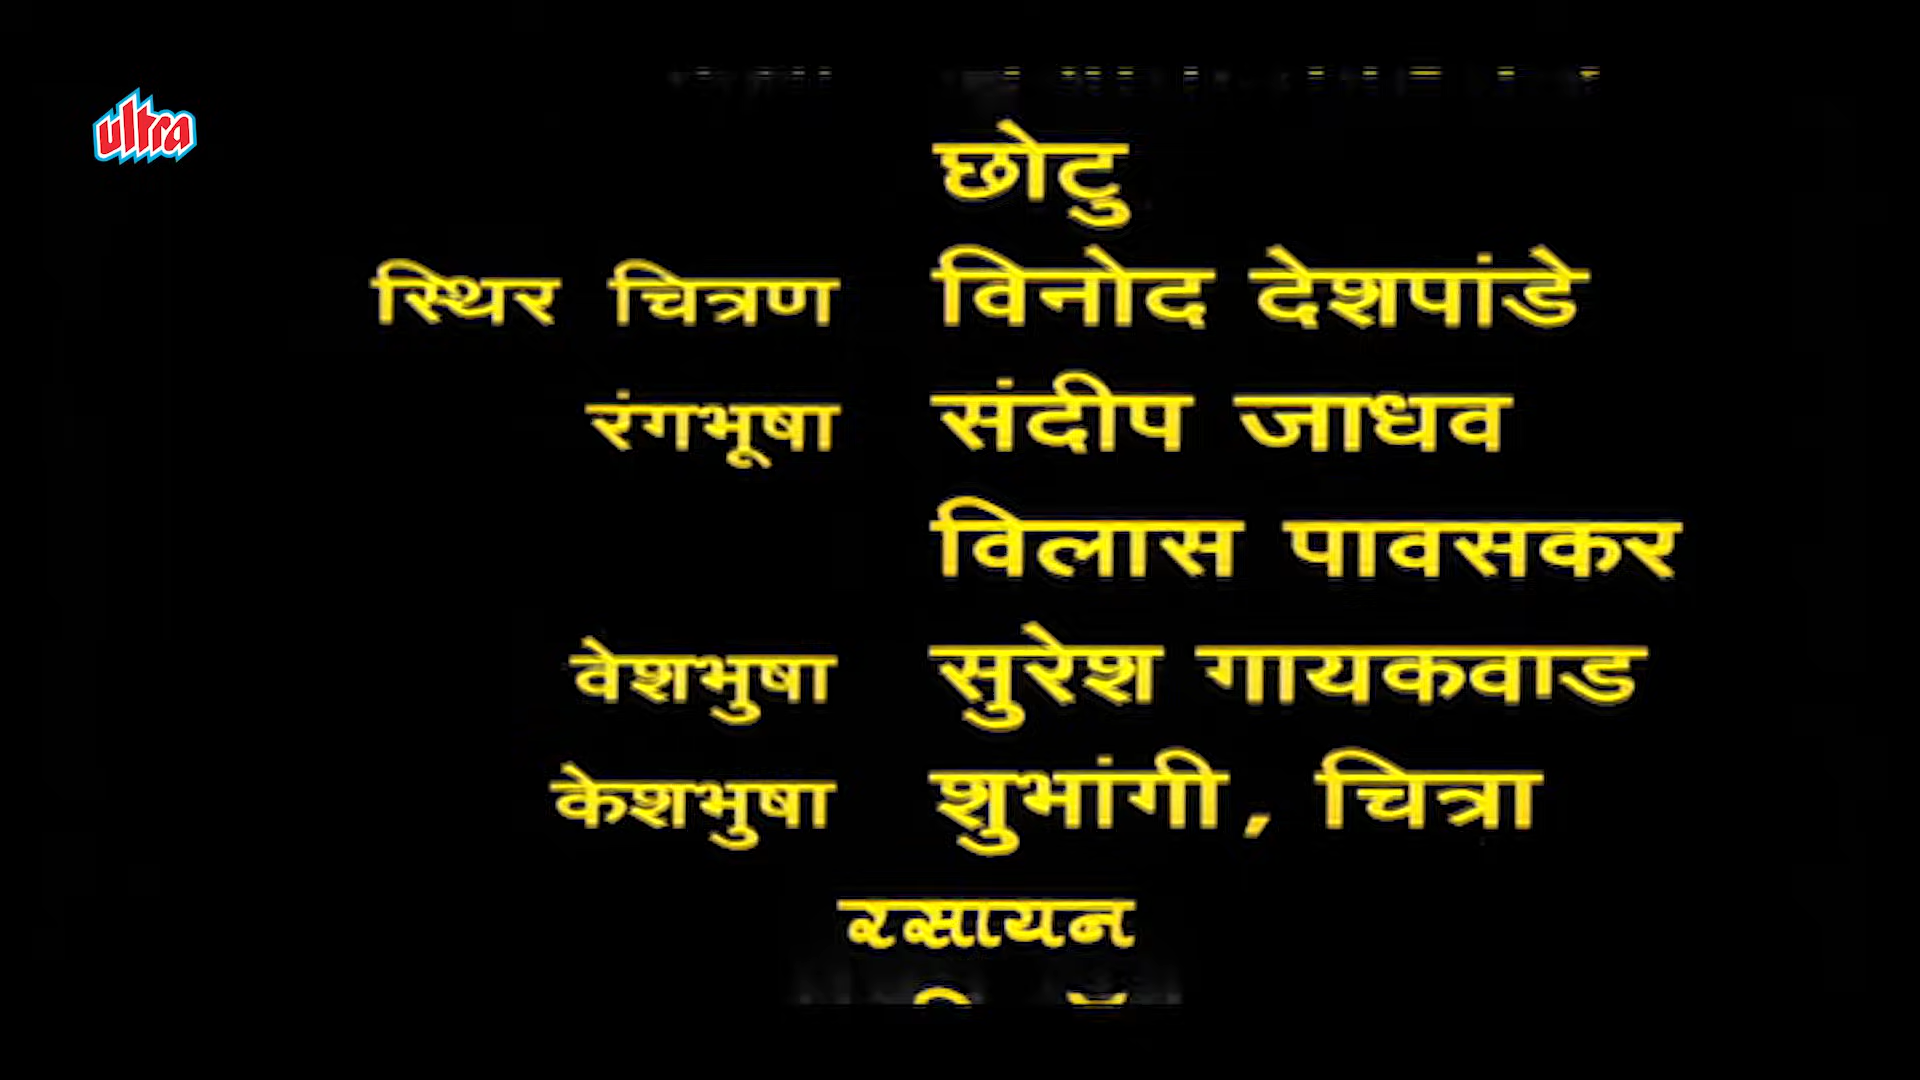 ultra
छोटु
स्थिर चित्रण विनोद देशपांडे
रंगभूषा संदीप जाधव
विलास पावसकर
वेशभुषा सुरेश गायकवाड
केशभुषा शुभांगी, चित्रा
रसायन